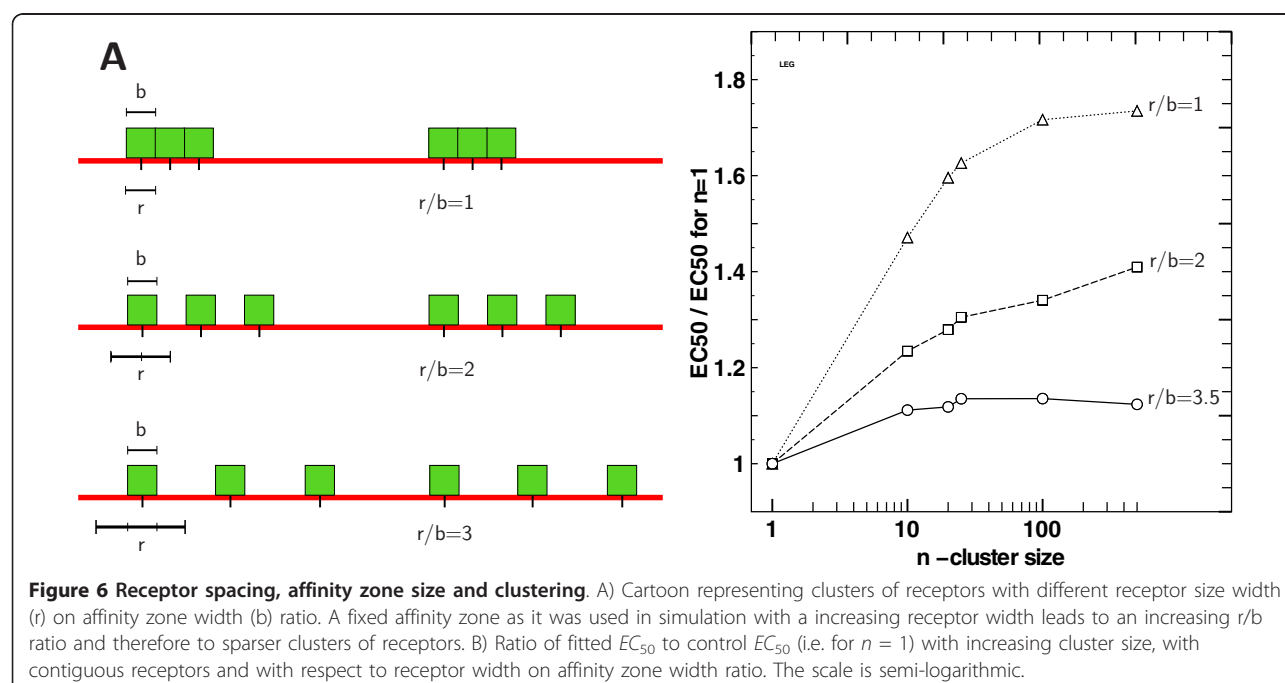 A
b
r
r/b=1
b
r
r/b=2
b
r
r/b=3
LEG
EC50 / EC50 for n=1
1.8
1.6
1.4
1.2
1
r/b=1
r/b=2
r/b=3.5
1 10 100
n −cluster size
Figure 6 Receptor spacing, affinity zone size and clustering. A) Cartoon representing clusters of receptors with different receptor size width
(r) on affinity zone width (b) ratio. A fixed affinity zone as it was used in simulation with a increasing receptor width leads to an increasing r/b
ratio and therefore to sparser clusters of receptors. B) Ratio of fitted EC50 to control EC50 (i.e. for n = 1) with increasing cluster size, with
contiguous receptors and with respect to receptor width on affinity zone width ratio. The scale is semi-logarithmic.